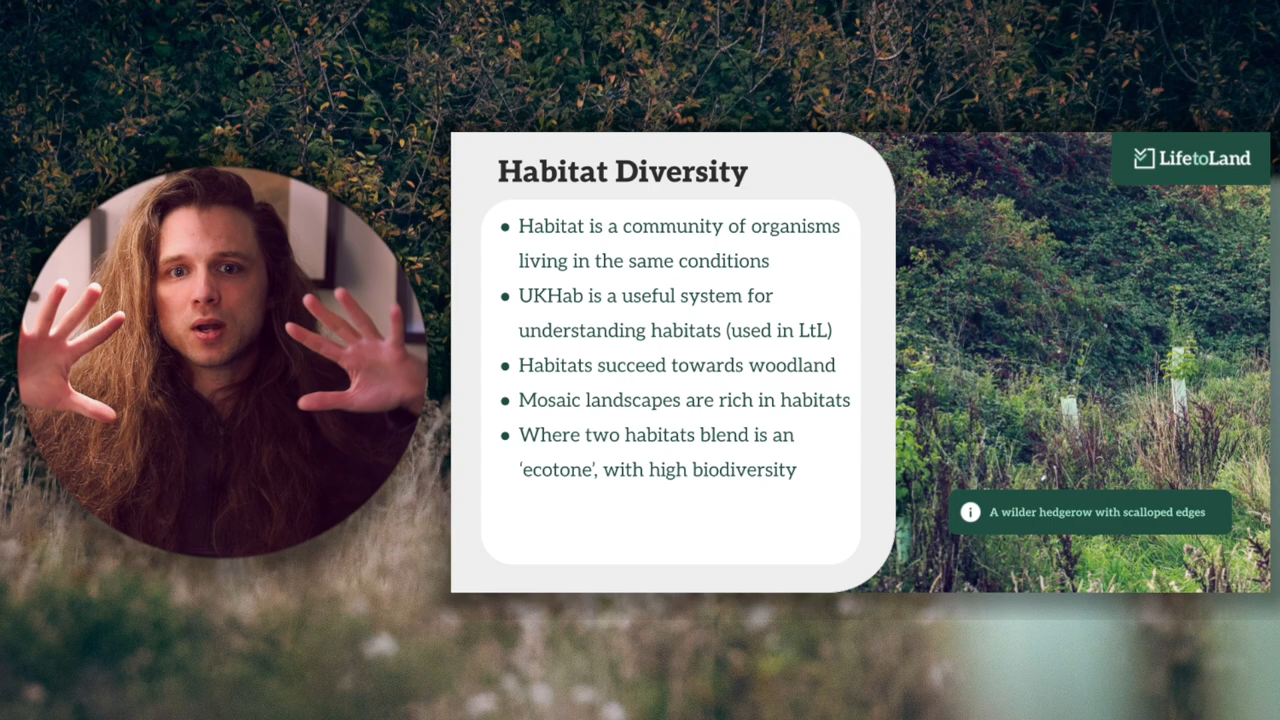 Habitat Diversity
● Habitat is a community of organisms
living in the same conditions
● UKHab is a useful system for
understanding habitats (used in LtL)
● Habitats succeed towards woodland
● Mosaic landscapes are rich in habitats
● Where two habitats blend is an
‘ecotone’, with high biodiversity
LifetoLand
i A wilder hedgerow with scalloped edges